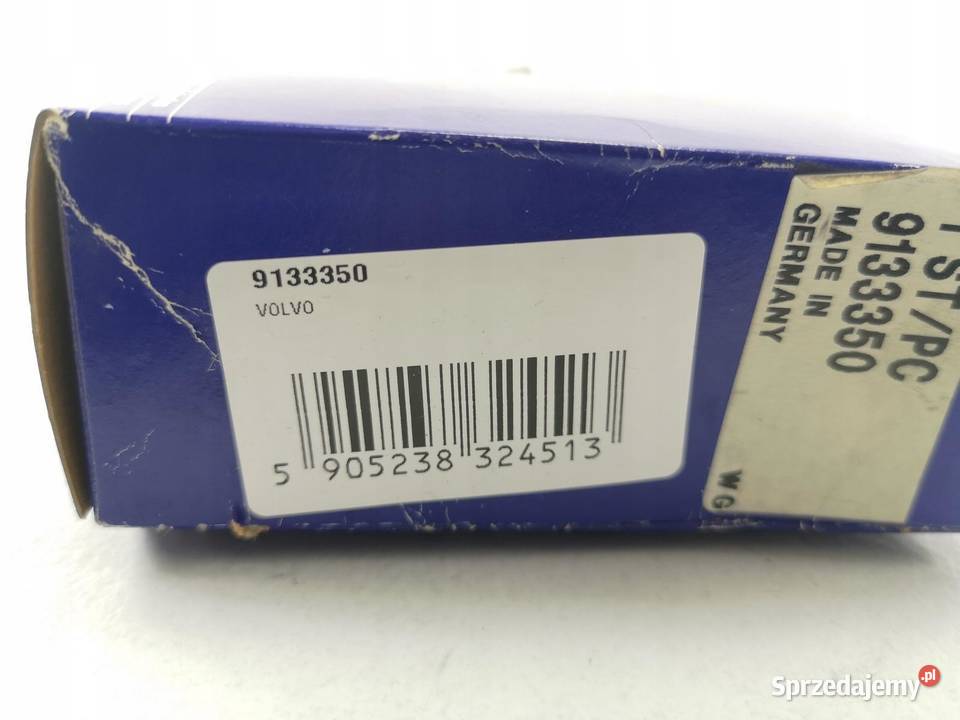 9133350
VOLVO
5 905238 324513
1 ST/PC
9133350
MADE IN
GERMANY
W G
Sprzedajemy.pl